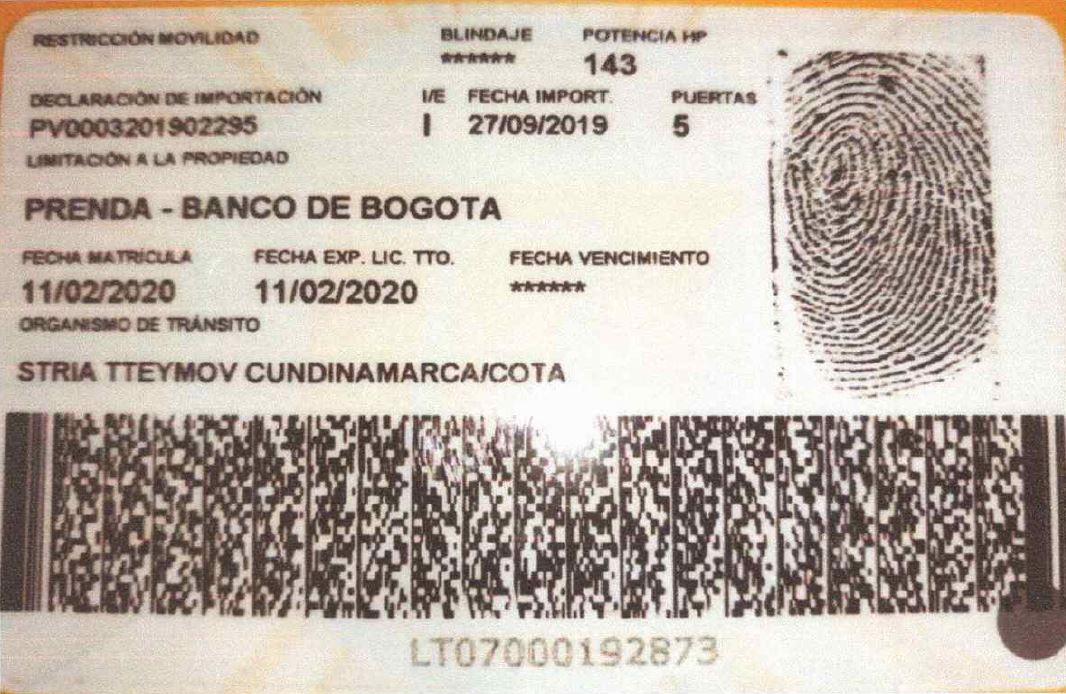 RESTRICCIÓN MOVILIDAD BLINDAJE POTENCIA HP
****** 143
DECLARACIÓN DE IMPORTACIÓN I/E FECHA IMPORT. PUERTAS
PV0003201902295 I 27/09/2019 5
LIMITACIÓN A LA PROPIEDAD
PRENDA - BANCO DE BOGOTA
FECHA MATRÍCULA FECHA EXP. LIC. TTO. FECHA VENCIMIENTO
11/02/2020 11/02/2020 ******
ORGANISMO DE TRÁNSITO
STRIA TTEYMOV CUNDINAMARCA/COTA
LT07000192873